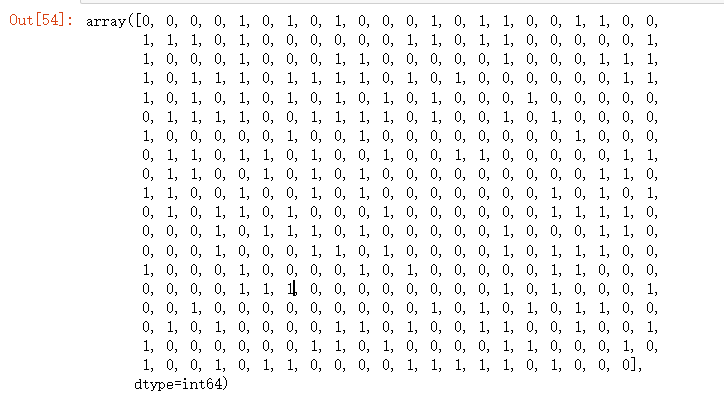 Out[54]: array([0, 0, 0, 0, 1, 0, 1, 0, 1, 0, 0, 0, 1, 0, 1, 1, 0, 0, 1, 1, 0, 0,
1, 1, 1, 0, 1, 0, 0, 0, 0, 0, 0, 1, 1, 0, 1, 1, 0, 0, 0, 0, 0, 1,
1, 0, 0, 0, 1, 0, 0, 0, 1, 1, 0, 0, 0, 0, 0, 1, 0, 0, 0, 1, 1, 1,
1, 0, 1, 1, 1, 0, 1, 1, 1, 1, 0, 1, 0, 1, 0, 0, 0, 0, 0, 0, 1, 1,
1, 0, 1, 0, 1, 0, 1, 0, 1, 0, 1, 0, 1, 0, 0, 0, 1, 0, 0, 0, 0, 0,
0, 1, 1, 1, 1, 0, 0, 1, 1, 1, 1, 0, 1, 0, 0, 1, 0, 1, 0, 0, 0, 0,
1, 0, 0, 0, 0, 0, 1, 0, 0, 1, 0, 0, 0, 0, 0, 0, 0, 0, 1, 0, 0, 0,
0, 1, 1, 0, 1, 1, 0, 1, 0, 0, 1, 0, 0, 1, 1, 0, 0, 0, 0, 0, 1, 1,
0, 1, 1, 0, 0, 1, 0, 1, 0, 1, 0, 0, 0, 0, 0, 0, 0, 0, 0, 1, 1, 0,
1, 1, 0, 0, 1, 0, 0, 1, 0, 1, 0, 0, 0, 0, 0, 0, 0, 1, 0, 1, 0, 1,
0, 1, 0, 1, 1, 0, 1, 0, 0, 0, 1, 0, 0, 0, 0, 0, 0, 1, 1, 1, 1, 0,
0, 0, 0, 1, 0, 1, 1, 1, 0, 1, 0, 0, 0, 0, 0, 1, 0, 0, 0, 1, 1, 0,
0, 0, 0, 1, 0, 0, 0, 1, 1, 0, 1, 0, 0, 0, 0, 1, 0, 1, 1, 1, 0, 0,
1, 0, 0, 0, 1, 0, 0, 0, 0, 1, 0, 1, 0, 0, 0, 0, 0, 1, 1, 0, 0, 0,
0, 0, 0, 0, 1, 1, 1, 0, 0, 0, 0, 0, 0, 0, 0, 1, 0, 1, 0, 0, 0, 1,
0, 0, 1, 0, 0, 0, 0, 0, 0, 0, 0, 0, 1, 0, 1, 0, 1, 0, 1, 1, 0, 0,
0, 1, 0, 1, 0, 0, 0, 0, 1, 1, 0, 1, 0, 0, 1, 1, 0, 0, 1, 0, 0, 1,
1, 0, 0, 0, 0, 0, 0, 1, 1, 0, 1, 0, 0, 0, 0, 1, 1, 0, 0, 0, 1, 0,
1, 0, 0, 1, 0, 1, 1, 0, 0, 0, 0, 1, 1, 1, 1, 1, 0, 1, 0, 0, 0],
dtype=int64)